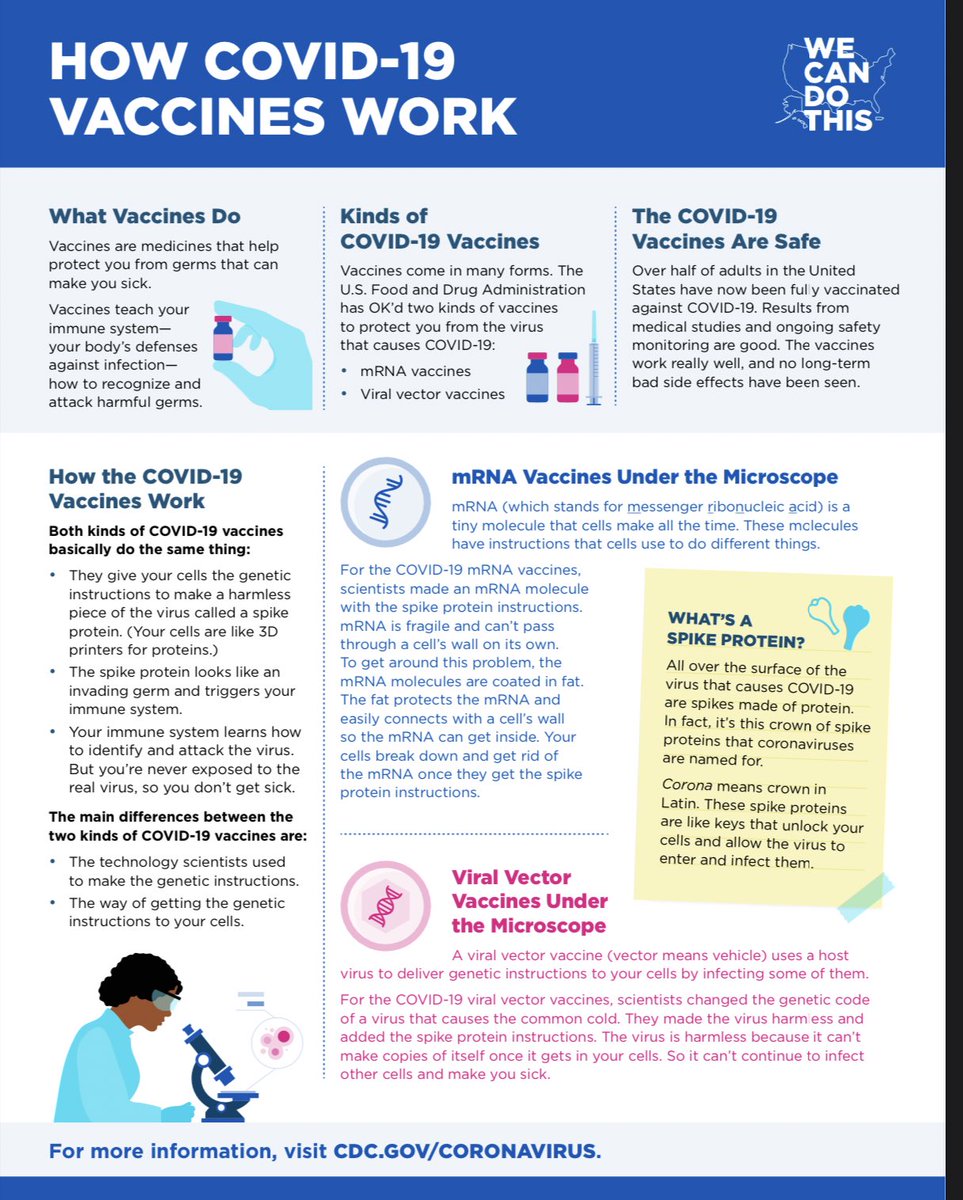 HOW COVID-19
VACCINES WORK
WE
CAN
DO
THIS
What Vaccines Do
Vaccines are medicines that help
protect you from germs that can
make you sick.
Vaccines teach your
immune system—
your body's defenses
against infection—
how to recognize and
attack harmful germs.
Kinds of
COVID-19 Vaccines
Vaccines come in many forms. The
U.S. Food and Drug Administration
has OK'd two kinds of vaccines
to protect you from the virus
that causes COVID-19:
• mRNA vaccines
• Viral vector vaccines
The COVID-19
Vaccines Are Safe
Over half of adults in the United
States have now been fully vaccinated
against COVID-19. Results from
medical studies and ongoing safety
monitoring are good. The vaccines
work really well, and no long-term
bad side effects have been seen.
How the COVID-19
Vaccines Work
Both kinds of COVID-19 vaccines
basically do the same thing:
• They give your cells the genetic
instructions to make a harmless
piece of the virus called a spike
protein. (Your cells are like 3D
printers for proteins.)
• The spike protein looks like an
invading germ and triggers your
immune system.
• Your immune system learns how
to identify and attack the virus.
But you're never exposed to the
real virus, so you don't get sick.
The main differences between the
two kinds of COVID-19 vaccines are:
• The technology scientists used
to make the genetic instructions.
• The way of getting the genetic
instructions to your cells.
mRNA Vaccines Under the Microscope
mRNA (which stands for messenger ribonucleic acid) is a
tiny molecule that cells make all the time. These molecules
have instructions that cells use to do different things.
For the COVID-19 mRNA vaccines,
scientists made an mRNA molecule
with the spike protein instructions.
mRNA is fragile and can't pass
through a cell's wall on its own.
To get around this problem, the
mRNA molecules are coated in fat.
The fat protects the mRNA and
easily connects with a cell's wall
so the mRNA can get inside. Your
cells break down and get rid of
the mRNA once they get the spike
protein instructions.
WHAT'S A
SPIKE PROTEIN?
All over the surface of the
virus that causes COVID-19
are spikes made of protein.
In fact, it's this crown of spike
proteins that coronaviruses
are named for.
Corona means crown in
Latin. These spike proteins
are like keys that unlock your
cells and allow the virus to
enter and infect them.
Viral Vector
Vaccines Under
the Microscope
A viral vector vaccine (vector means vehicle) uses a host
virus to deliver genetic instructions to your cells by infecting some of them.
For the COVID-19 viral vector vaccines, scientists changed the genetic code
of a virus that causes the common cold. They made the virus harmless and
added the spike protein instructions. The virus is harmless because it can't
make copies of itself once it gets in your cells. So it can't continue to infect
other cells and make you sick.
For more information, visit CDC.GOV/CORONAVIRUS.